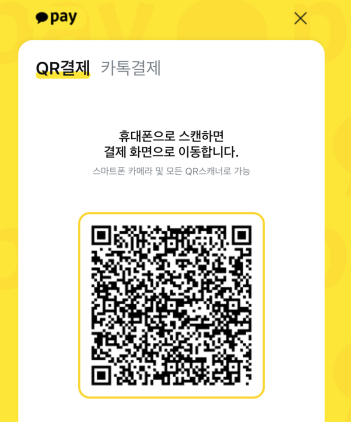 pay
QR결제 카톡결제
휴대폰으로 스캔하면
결제 화면으로 이동합니다.
스마트폰 카메라 및 모든 QR스캐너로 가능